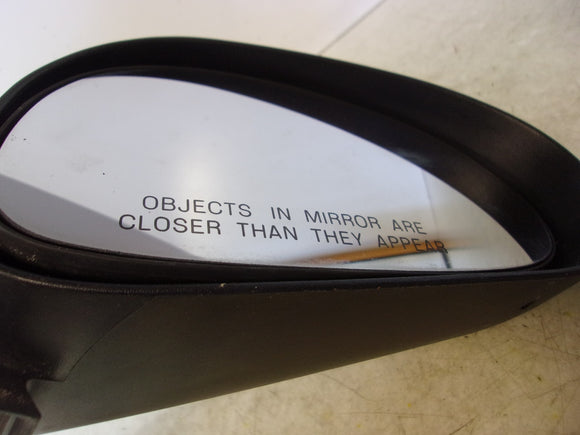 OBJECTS IN MIRROR ARE
CLOSER THAN THEY APPEAR